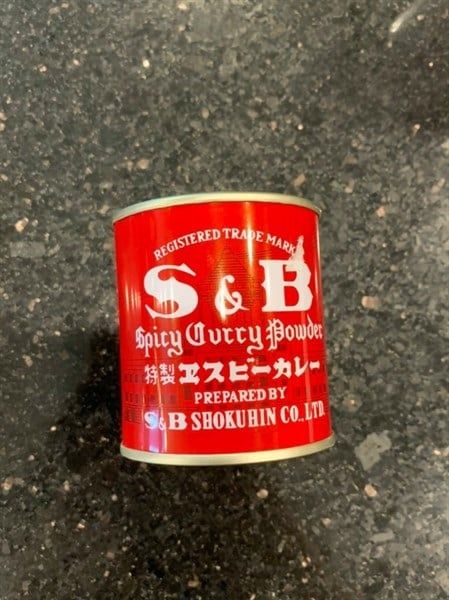 REGISTERED TRADE MARK
S & B
Spicy Curry Powder
特製 ヱスビーカレー
PREPARED BY
S&B SHOKUHIN CO., LTD.